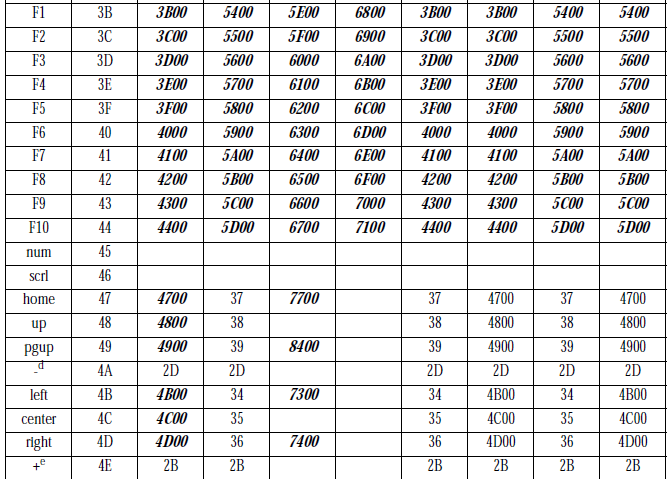 F1 3B 3B00 5400 5E00 6800 3B00 3B00 5400 5400
F2 3C 3C00 5500 5F00 6900 3C00 3C00 5500 5500
F3 3D 3D00 5600 6000 6A00 3D00 3D00 5600 5600
F4 3E 3E00 5700 6100 6B00 3E00 3E00 5700 5700
F5 3F 3F00 5800 6200 6C00 3F00 3F00 5800 5800
F6 40 4000 5900 6300 6D00 4000 4000 5900 5900
F7 41 4100 5A00 6400 6E00 4100 4100 5A00 5A00
F8 42 4200 5B00 6500 6F00 4200 4200 5B00 5B00
F9 43 4300 5C00 6600 7000 4300 4300 5C00 5C00
F10 44 4400 5D00 6700 7100 4400 4400 5D00 5D00
num 45
scrl 46
home 47 4700 37 7700 37 4700 37 4700
up 48 4800 38 38 4800 38 4800
pgup 49 4900 39 8400 39 4900 39 4900
-d 4A 2D 2D 2D 2D 2D 2D
left 4B 4B00 34 7300 34 4B00 34 4B00
center 4C 4C00 35 35 4C00 35 4C00
right 4D 4D00 36 7400 36 4D00 36 4D00
+e 4E 2B 2B 2B 2B 2B 2B